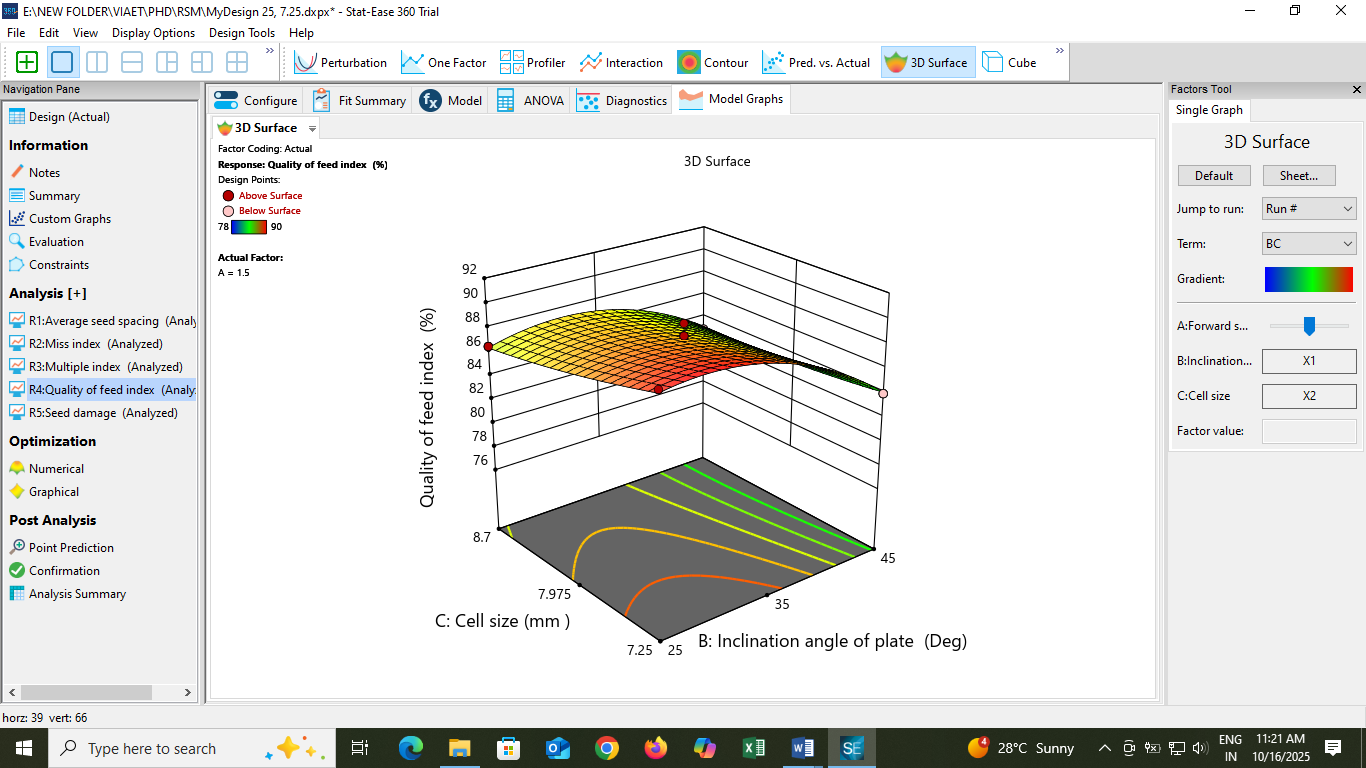 E:\NEW FOLDER\VIAET\PHD\RSM\MyDesign 25, 7.25.dxpx* - Stat-Ease 360 Trial
File Edit View Display Options Design Tools Help
Perturbation One Factor Profiler Interaction Contour Pred. vs. Actual 3D Surface Cube
Navigation Pane
Design (Actual)
Information
Notes
Summary
Custom Graphs
Evaluation
Constraints
Analysis [+]
R1:Average seed spacing (Analy
R2:Miss index (Analyzed)
R3:Multiple index (Analyzed)
R4:Quality of feed index (Analy
R5:Seed damage (Analyzed)
Optimization
Numerical
Graphical
Post Analysis
Point Prediction
Confirmation
Analysis Summary
Configure Fit Summary fx Model ANOVA Diagnostics Model Graphs
3D Surface
Factor Coding: Actual
Response: Quality of feed index (%)
Design Points:
Above Surface
Below Surface
78 90
Actual Factor:
A = 1.5
3D Surface
92
90
88
86
84
82
80
78
76
Quality of feed index (%)
8.7
7.975
7.25
C: Cell size (mm )
25
35
45
B: Inclination angle of plate (Deg)
Factors Tool
Single Graph
3D Surface
Default Sheet...
Jump to run: Run #
Term: BC
Gradient:
A:Forward s...
B:Inclination... X1
C:Cell size X2
Factor value:
horz: 39 vert: 66
Type here to search
SE
4
28°C Sunny
ENG
IN
11:21 AM
10/16/2025